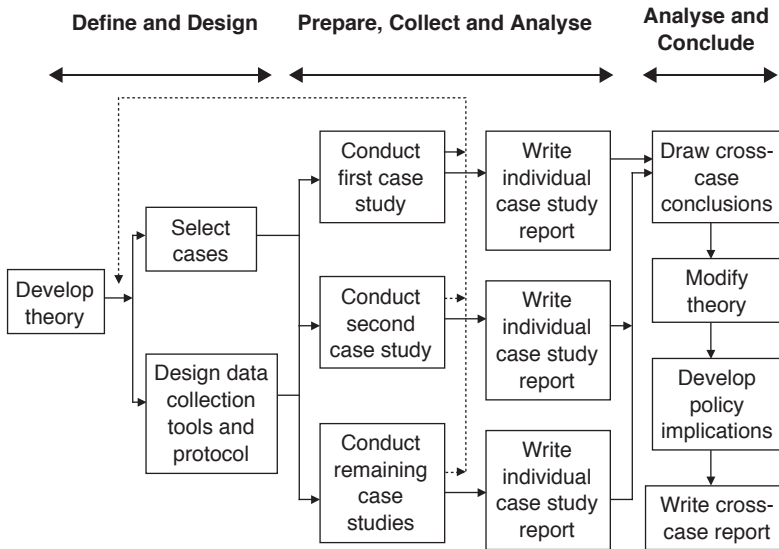 Define and Design
Prepare, Collect and Analyse
Analyse and
Conclude
Develop
theory
Select
cases
Design data
collection
tools and
protocol
Conduct
first case
study
Conduct
second
case study
Conduct
remaining
case
studies
Write
individual
case study
report
Write
individual
case study
report
Write
individual
case study
report
Draw cross-
case
conclusions
Modify
theory
Develop
policy
implications
Write cross-
case report